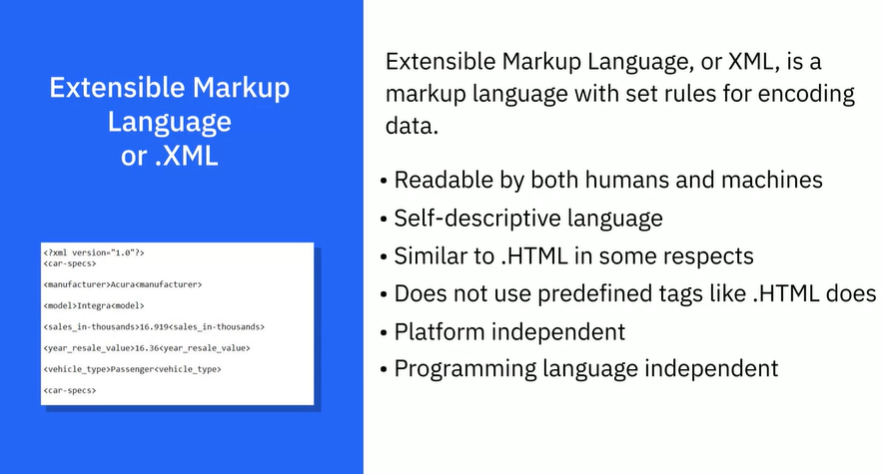 Extensible Markup
Language
or .XML
<?xml version="1.0"?>
<car-specs>
<manufacturer>Acura<manufacturer>
<model>Integra<model>
<sales_in-thousands>16.919<sales_in-thousands>
<year_resale_value>16.36<year_resale_value>
<vehicle_type>Passenger<vehicle_type>
<car-specs>
Extensible Markup Language, or XML, is a
markup language with set rules for encoding
data.
• Readable by both humans and machines
• Self-descriptive language
• Similar to .HTML in some respects
• Does not use predefined tags like .HTML does
• Platform independent
• Programming language independent